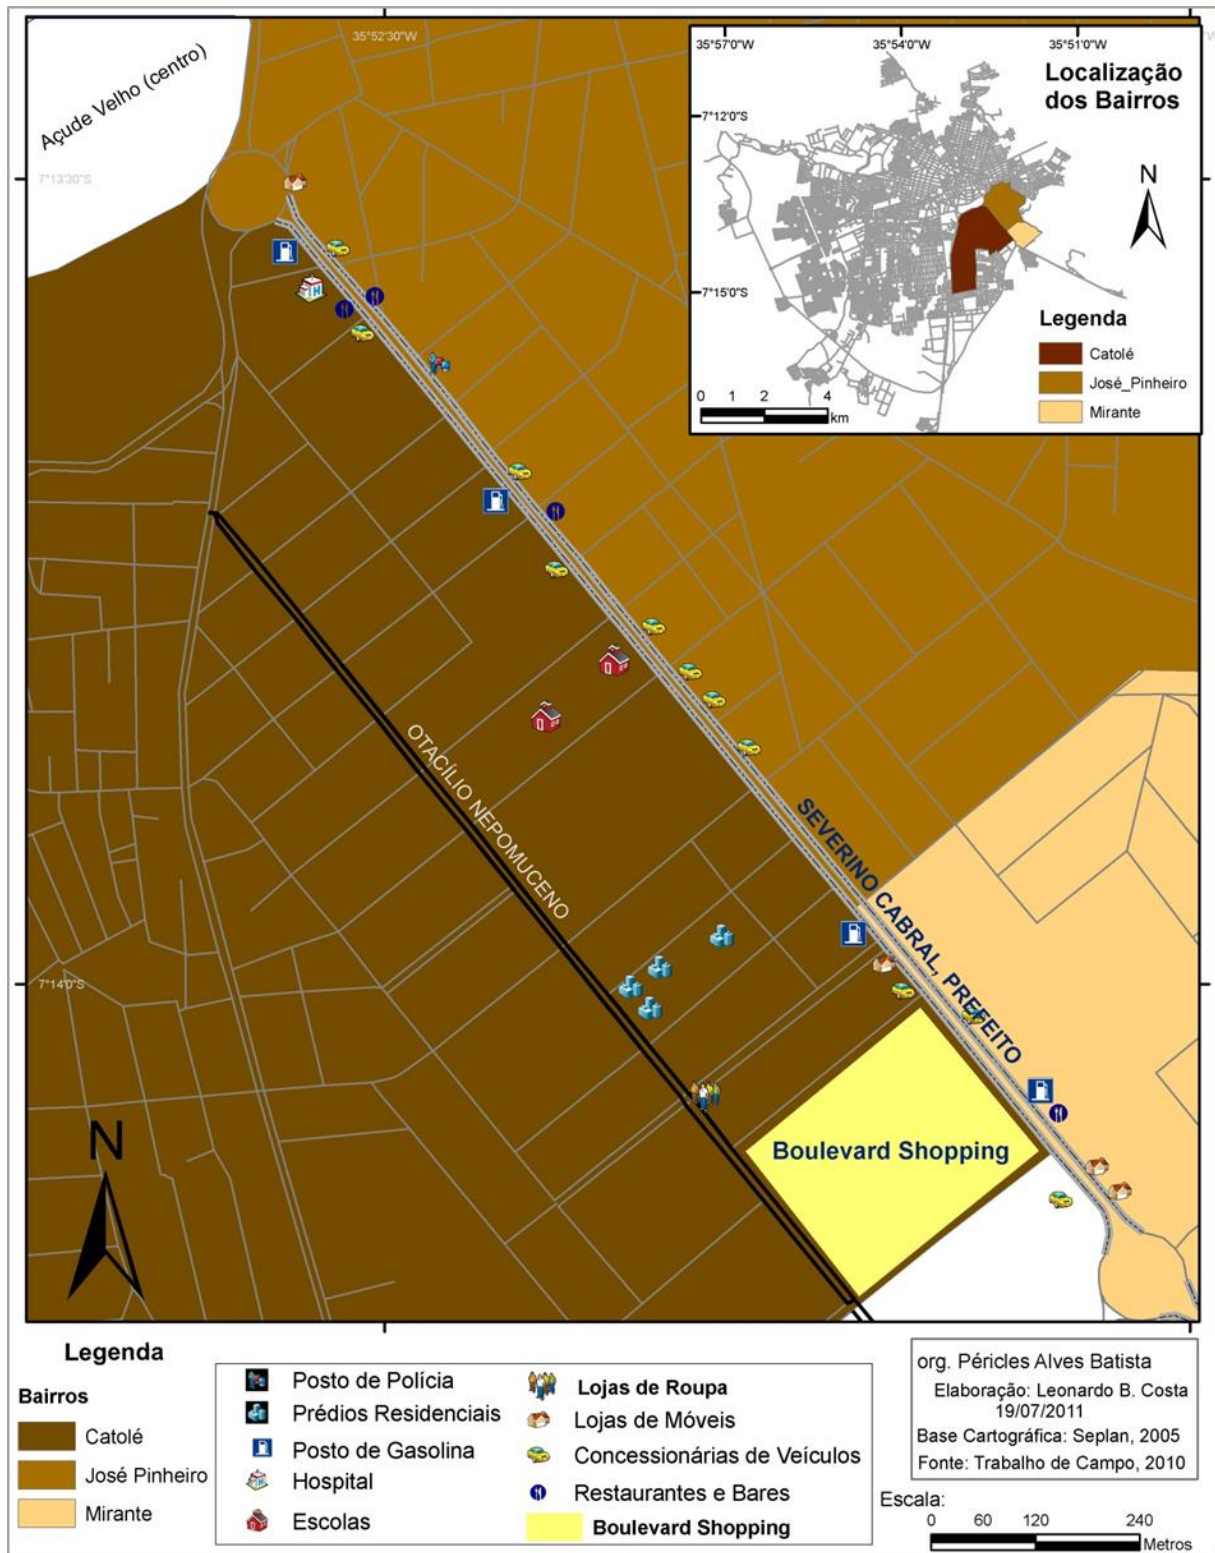 35°52'30"W
W
Açude Velho (centro)
7°13'30"S
35°57'0"W
35°54'0"W
35°51'0"W
Localização
dos Bairros
7°12'0"S
7°15'0"S
N
Legenda
Catolé
José_Pinheiro
Mirante
0 1 2 4
km
OTACÍLIO NEPOMUCENO
SEVERINO CABRAL, PREFEITO
7°14'0"S
Boulevard Shopping
N
Legenda
Bairros
Catolé
José Pinheiro
Mirante
Posto de Polícia
Prédios Residenciais
Posto de Gasolina
Hospital
Escolas
Lojas de Roupa
Lojas de Móveis
Concessionárias de Veículos
Restaurantes e Bares
Boulevard Shopping
org. Péricles Alves Batista
Elaboração: Leonardo B. Costa
19/07/2011
Base Cartográfica: Seplan, 2005
Fonte: Trabalho de Campo, 2010
Escala:
0 60 120 240
Metros